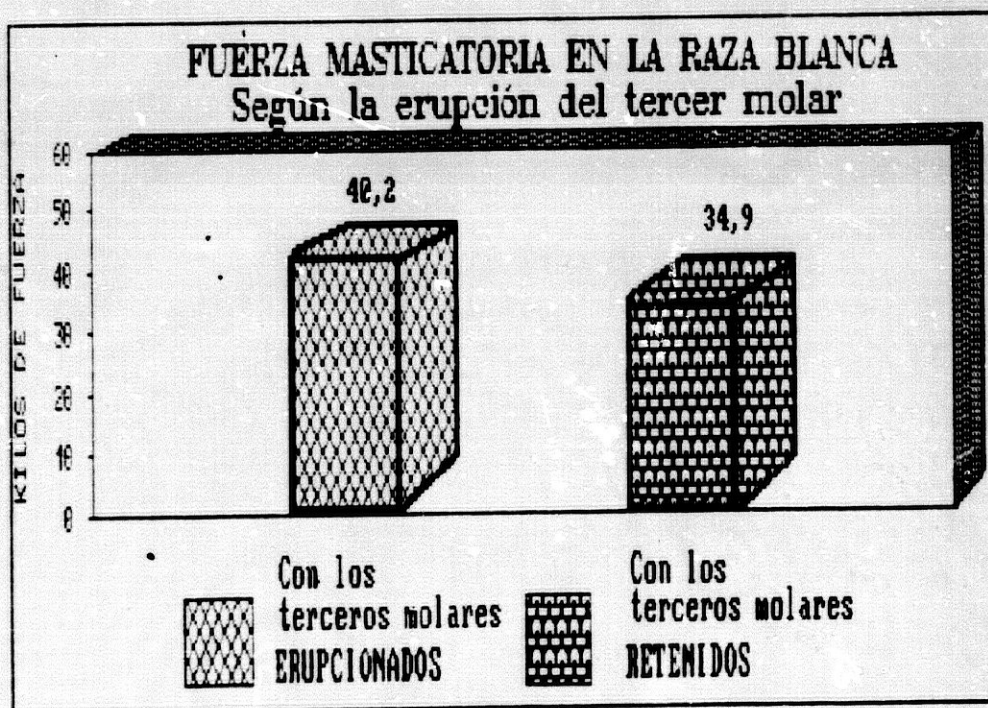 FUERZA MASTICATORIA EN LA RAZA BLANCA
Según la erupción del tercer molar
KILOS DE FUERZA
60
50
40
30
20
10
0
40,2
34,9
Con los
terceros molares
ERUPCIONADOS
Con los
terceros molares
RETENIDOS